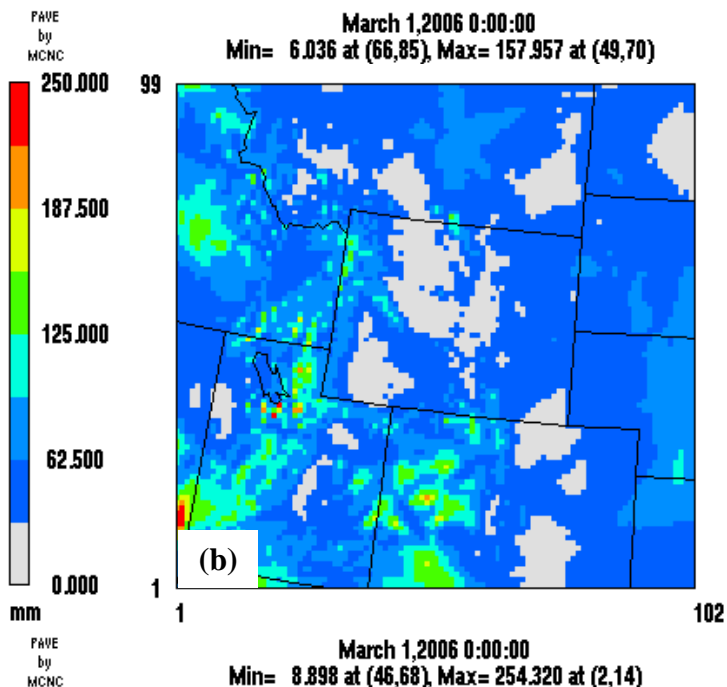 PAVE
by
MCNC
March 1,2006 0:00:00
Min= 6.036 at (66,85), Max= 157.957 at (49,70)
250.000
187.500
125.000
62.500
0.000
mm
99
1
1
102
(b)
PAVE
by
MCNC
March 1,2006 0:00:00
Min= 8.898 at (46,68), Max= 254.320 at (2,14)